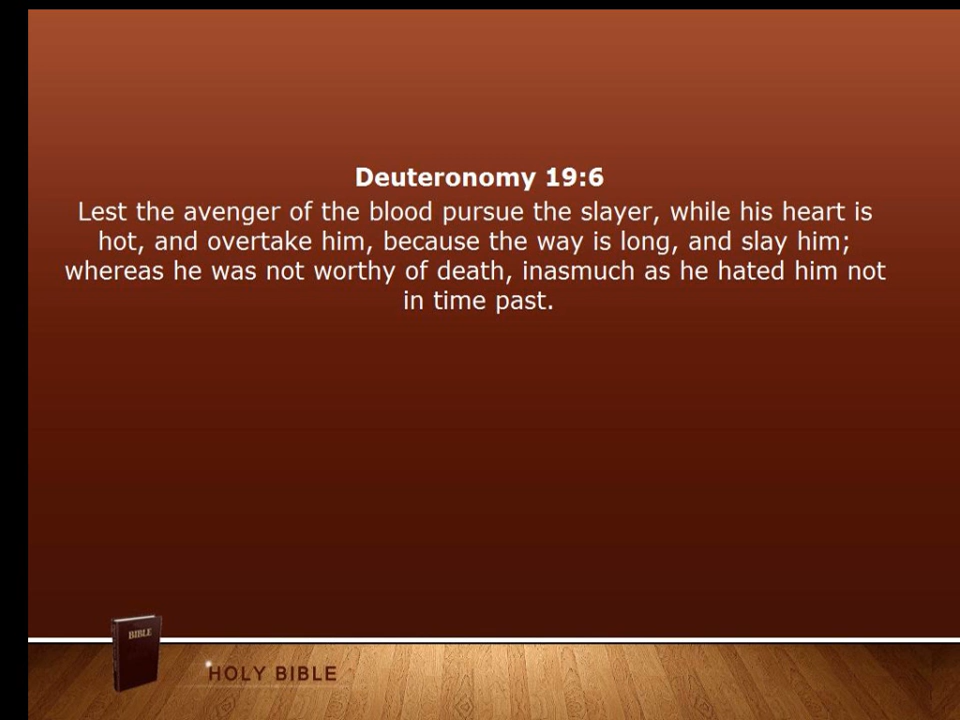 Deuteronomy 19:6
Lest the avenger of the blood pursue the slayer, while his heart is
hot, and overtake him, because the way is long, and slay him;
whereas he was not worthy of death, inasmuch as he hated him not
in time past.
BIBLE
HOLY BIBLE